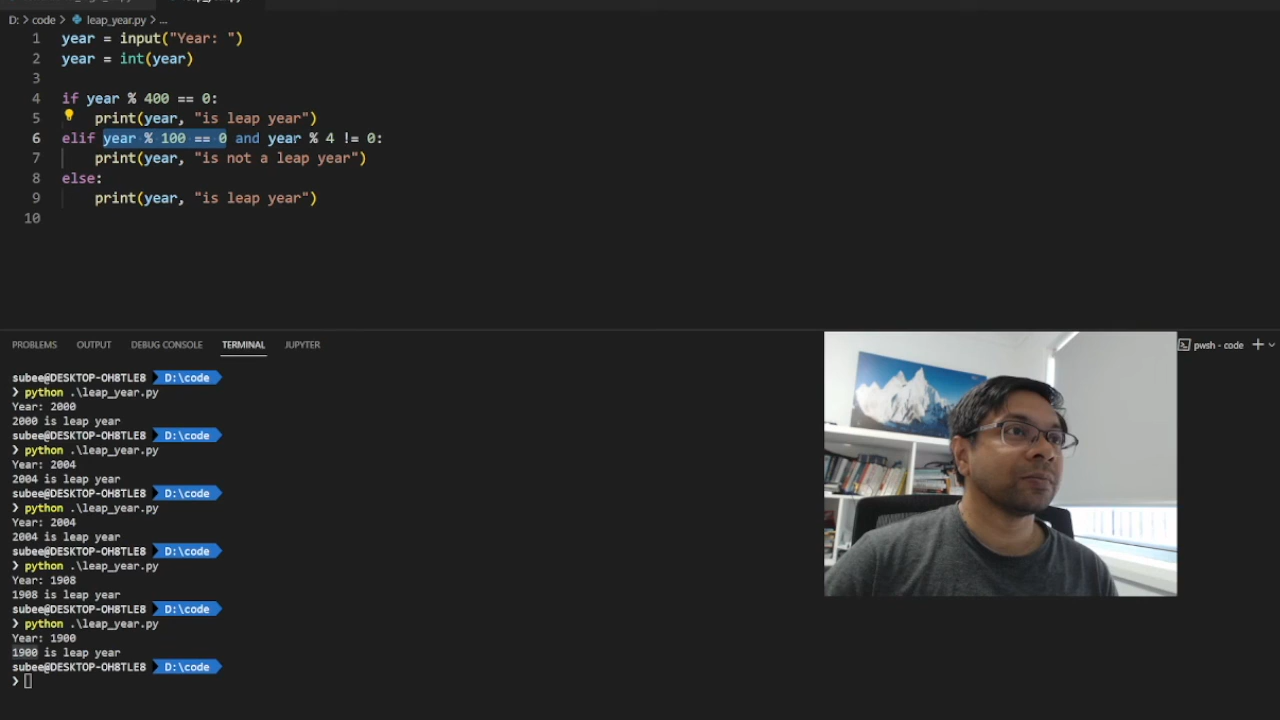 D: > code > leap_year.py > ...
1 year = input("Year: ")
2 year = int(year)
3
4 if year % 400 == 0:
5 print(year, "is leap year")
6 elif year % 100 == 0 and year % 4 != 0:
7 print(year, "is not a leap year")
8 else:
9 print(year, "is leap year")
10
PROBLEMS OUTPUT DEBUG CONSOLE TERMINAL JUPYTER pwsh - code
subee@DESKTOP-OH8TLE8 D:\code
❯ python .\leap_year.py
Year: 2000
2000 is leap year
subee@DESKTOP-OH8TLE8 D:\code
❯ python .\leap_year.py
Year: 2004
2004 is leap year
subee@DESKTOP-OH8TLE8 D:\code
❯ python .\leap_year.py
Year: 2004
2004 is leap year
subee@DESKTOP-OH8TLE8 D:\code
❯ python .\leap_year.py
Year: 1908
1908 is leap year
subee@DESKTOP-OH8TLE8 D:\code
❯ python .\leap_year.py
Year: 1900
1900 is leap year
subee@DESKTOP-OH8TLE8 D:\code
❯